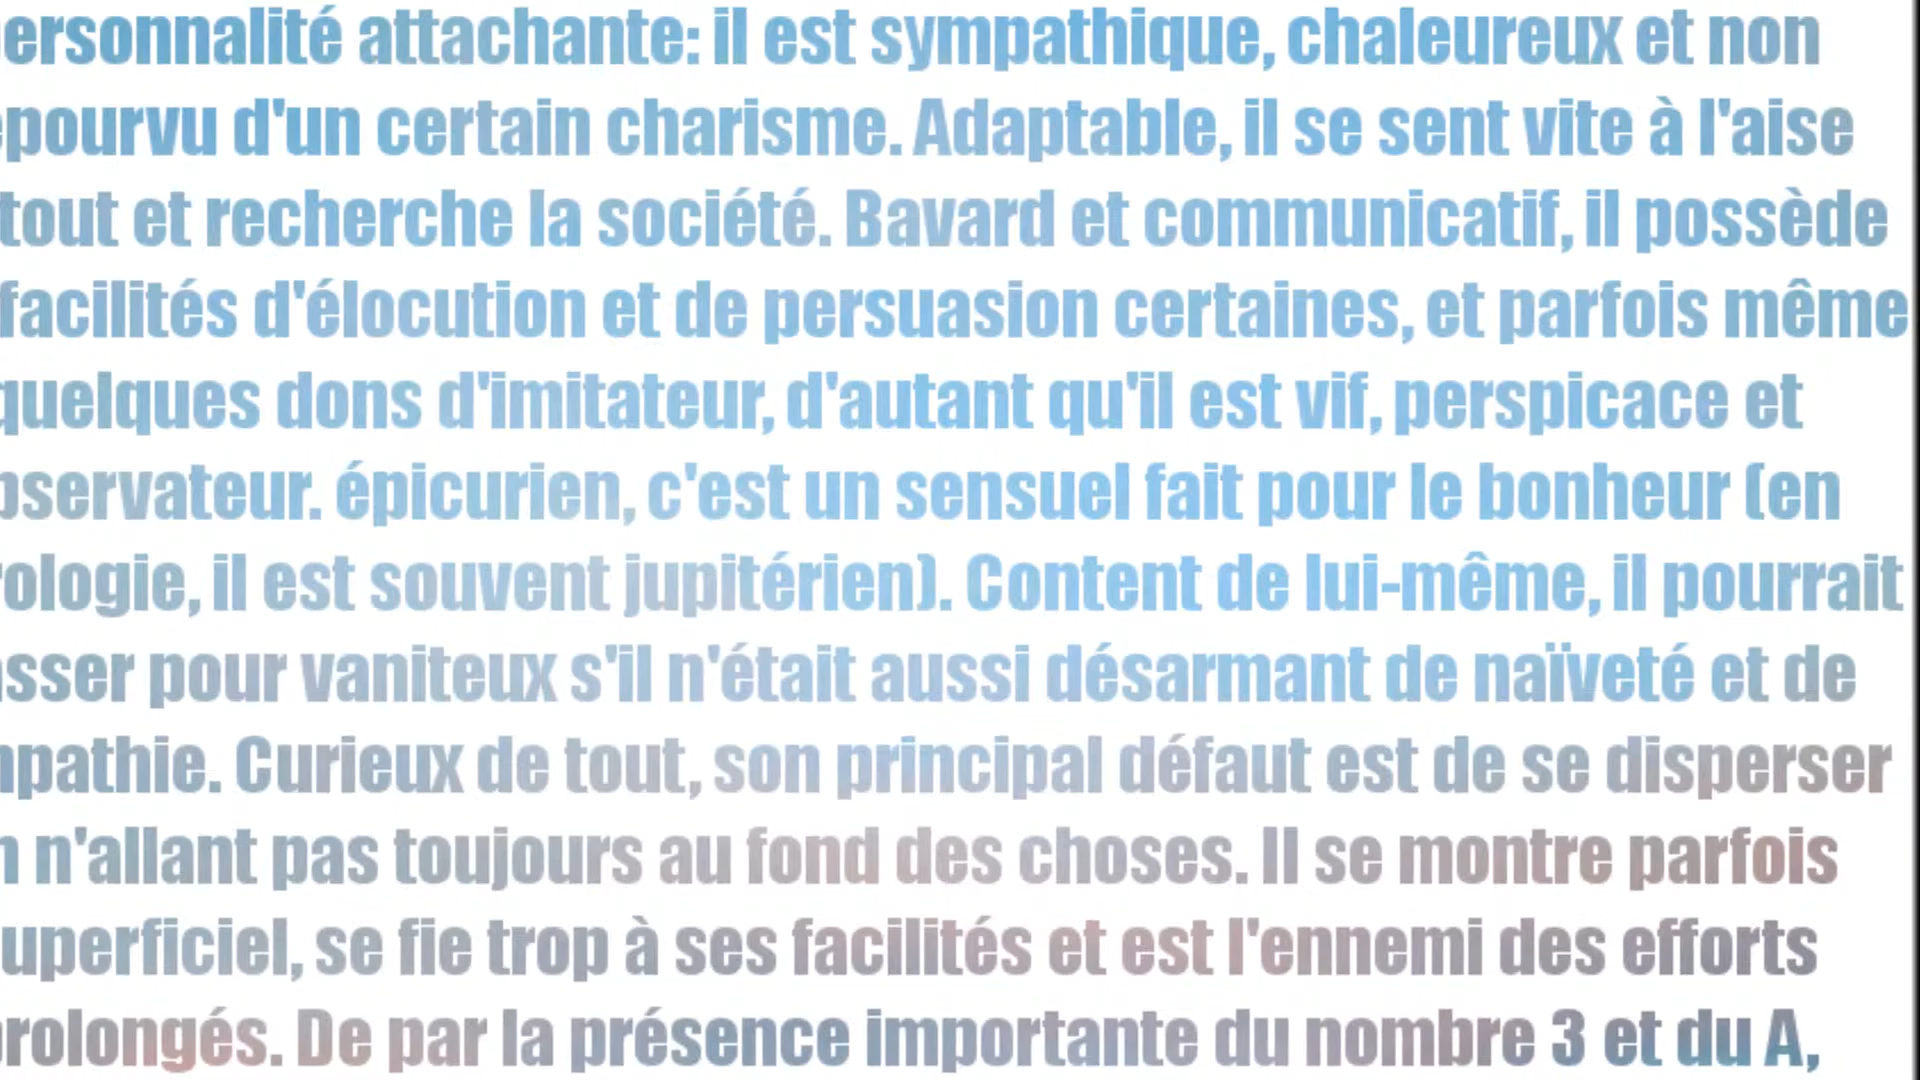 ersonnalité attachante: il est sympathique, chaleureux et non
pourvu d'un certain charisme. Adaptable, il se sent vite à l'aise
tout et recherche la société. Bavard et communicatif, il possède
facilités d'élocution et de persuasion certaines, et parfois même
quelques dons d'imitateur, d'autant qu'il est vif, perspicace et
bservateur. épicurien, c'est un sensuel fait pour le bonheur (en
rologie, il est souvent jupitérien). Content de lui-même, il pourrait
sser pour vaniteux s'il n'était aussi désarmant de naïveté et de
mpathie. Curieux de tout, son principal défaut est de se disperser
n n'allant pas toujours au fond des choses. Il se montre parfois
uperficiel, se fie trop à ses facilités et est l'ennemi des efforts
rolongés. De par la présence importante du nombre 3 et du A,